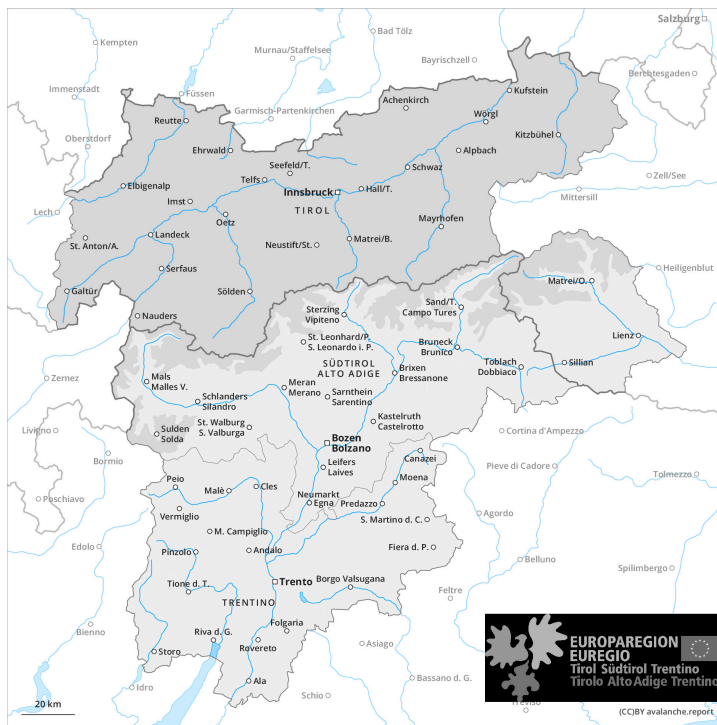 Salzburg
Bad Tölz
Kempten
Murnau/Staffelsee
Bayrischzell
Berchtesgaden
Immenstadt
Füssen
Achenkirch
Kufstein
Garmisch-Partenkirchen
Reutte
Wörgl
Oberstdorf
Kitzbühel
Ehrwald
Alpbach
Seefeld/T.
Schwaz
Zell/See
Telfs
Elbigenalp
Innsbruck
Hall/T.
Mittersill
Imst
TIROL
Lech
Oetz
Mayrhofen
St. Anton/A.
Landeck
Neustift/St.
Matrei/B.
Serfaus
Heiligenblut
Galtür
Sölden
Matrei/O.
Nauders
Sterzing
Vipiteno
Sand/T.
Campo Tures
St. Leonhard/P.
S. Leonardo i. P.
Bruneck
Brunico
Lienz
SÜDTIROL
ALTO ADIGE
Toblach
Dobbiaco
Sillian
Zernez
Mals
Malles V.
Meran
Merano
Brixen
Bressanone
Schlanders
Silandro
Sarnthein
Sarentino
St. Walburg
S. Valburga
Kastelruth
Castelrotto
Livigno
Sulden
Solda
Cortina d'Ampezzo
Bozen
Bolzano
Bormio
Canazei
Leifers
Laives
Pieve di Cadore
Tolmezzo
Peio
Malè
Cles
Moena
Poschiavo
Neumarkt
Egna
Predazzo
Vermiglio
Agordo
S. Martino d. C.
M. Campiglio
Edolo
Pinzolo
Andalo
Fiera d. P.
Belluno
Spilimbergo
Tione d. T.
Trento
Borgo Valsugana
Feltre
TRENTINO
Folgaria
Bienno
Riva d. G.
Rovereto
Asiago
Storo
Ala
Bassano d. G.
Idro
Schio
Treviso
EUROPAREGION
EUREGIO
Tirol Südtirol Trentino
Tirolo Alto Adige Trentino
20 km
(CC)BY avalanche.report